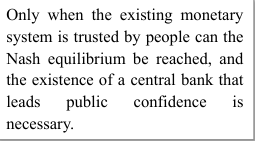 Only when the existing monetary
system is trusted by people can the
Nash equilibrium be reached, and
the existence of a central bank that
leads public confidence is
necessary.